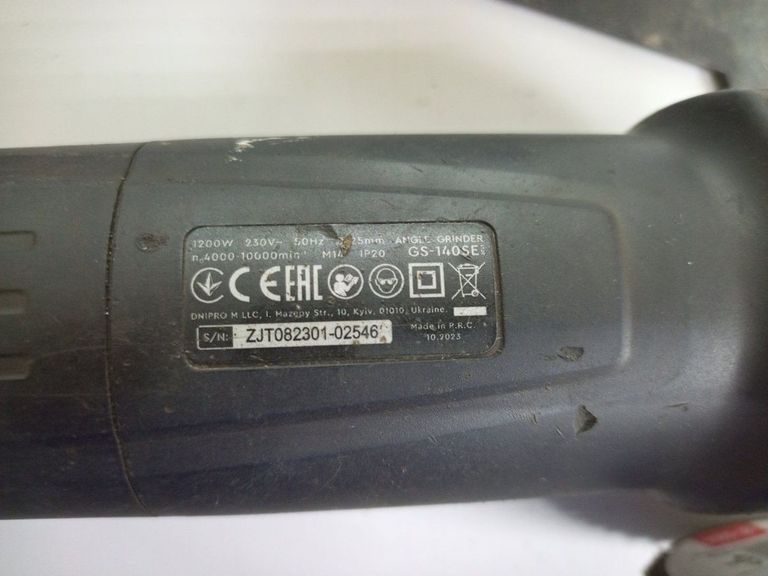 1200W 230V~ 50Hz 125mm ANGLE GRINDER
n₀4000-10000min⁻¹ M14 IP20 GS-140SE
CE EAC
DNIPRO M LLC, I. Mazepy Str., 10, Kyiv, 01010, Ukraine.
S/N: ZJT082301-02546
Made in P.R.C.
10.2023